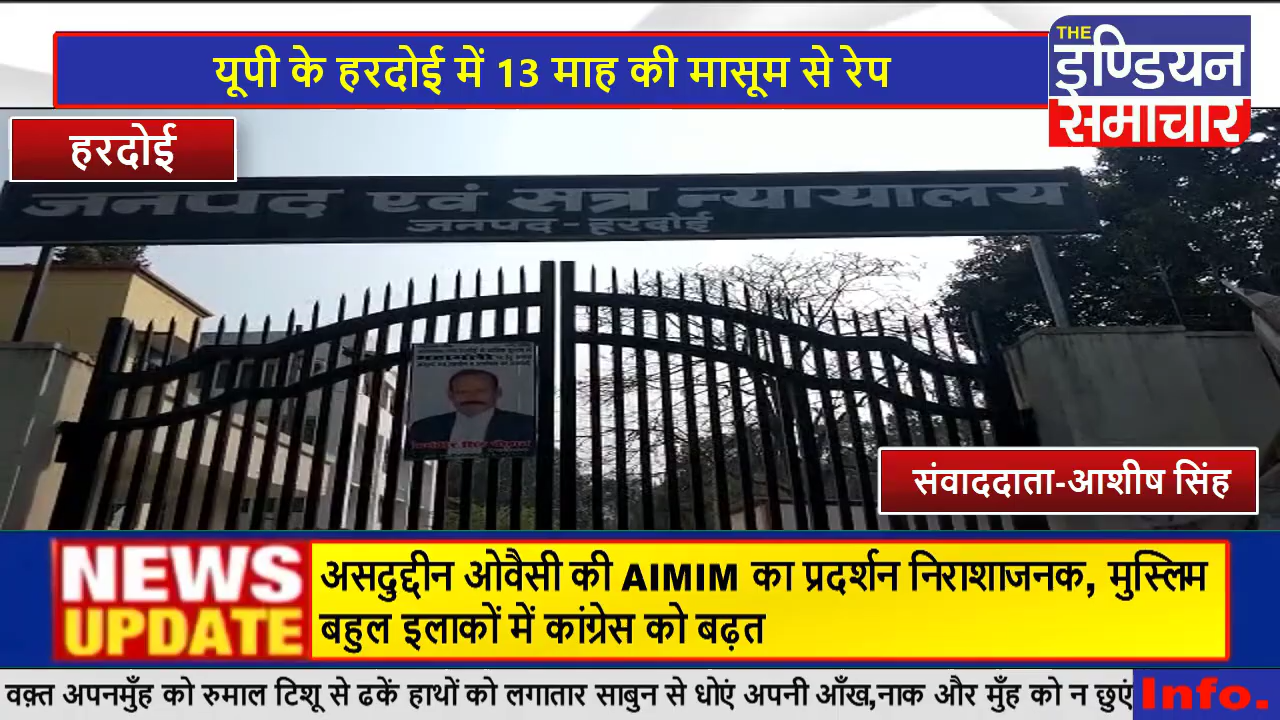 यूपी के हरदोई में 13 माह की मासूम से रेप
THE
इण्डियन
समाचार
हरदोई
जनपद एवं सत्र न्यायालय
जनपद - हरदोई
संवाददाता-आशीष सिंह
NEWS
UPDATE
असदुद्दीन ओवैसी की AIMIM का प्रदर्शन निराशाजनक, मुस्लिम
बहुल इलाकों में कांग्रेस को बढ़त
वक़्त अपनमुँह को रुमाल टिशू से ढकें हाथों को लगातार साबुन से धोएं अपनी आँख,नाक और मुँह को न छुएं
Info.